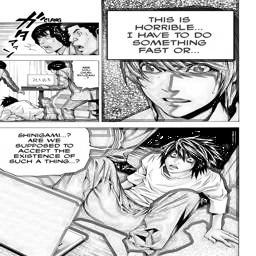 CLANG
THIS IS
HORRIBLE...
I HAVE TO DO
SOMETHING
FAST OR...
SHINIGAMI...?
ARE WE
SUPPOSED TO
ACCEPT THE
EXISTENCE OF
SUCH A THING...?